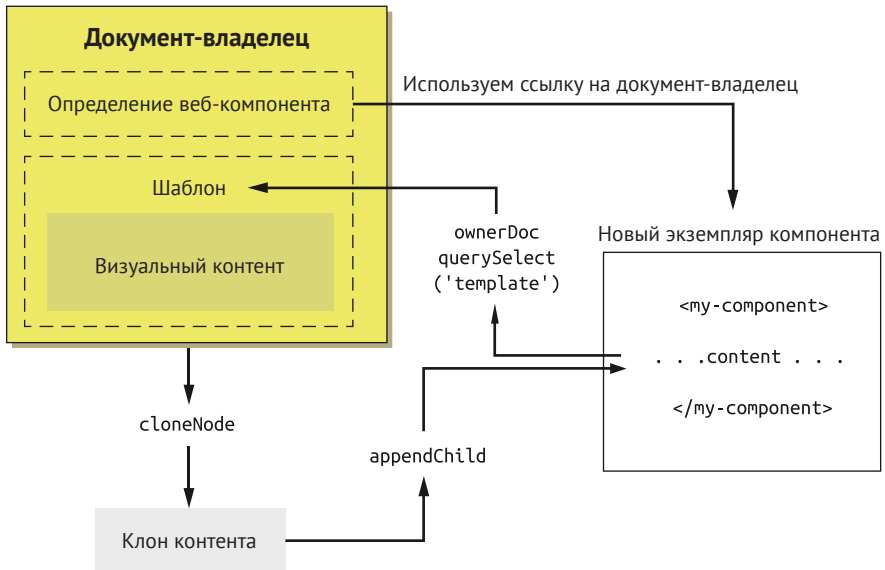 Документ-владелец
Определение веб-компонента
Используем ссылку на документ-владелец
Шаблон
Визуальный контент
ownerDoc
querySelect
('template')
Новый экземпляр компонента
<my-component>
. . .content . . .
</my-component>
cloneNode
appendChild
Клон контента